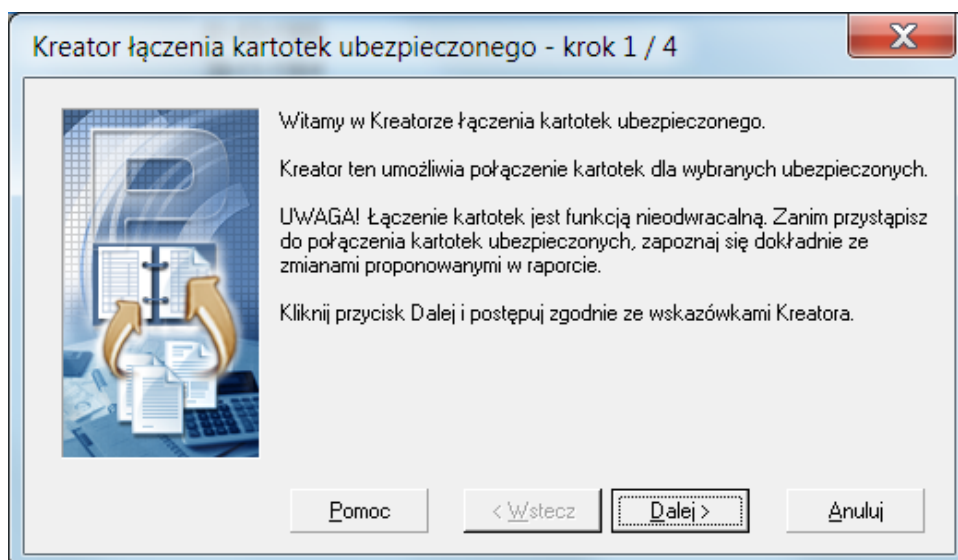 Kreator łączenia kartotek ubezpieczonego - krok 1 / 4
Witamy w Kreatorze łączenia kartotek ubezpieczonego.
Kreator ten umożliwia połączenie kartotek dla wybranych ubezpieczonych.
UWAGA! Łączenie kartotek jest funkcją nieodwracalną. Zanim przystąpisz
do połączenia kartotek ubezpieczonych, zapoznaj się dokładnie ze
zmianami proponowanymi w raporcie.
Kliknij przycisk Dalej i postępuj zgodnie ze wskazówkami Kreatora.
Pomoc
< Wstecz
Dalej >
Anuluj